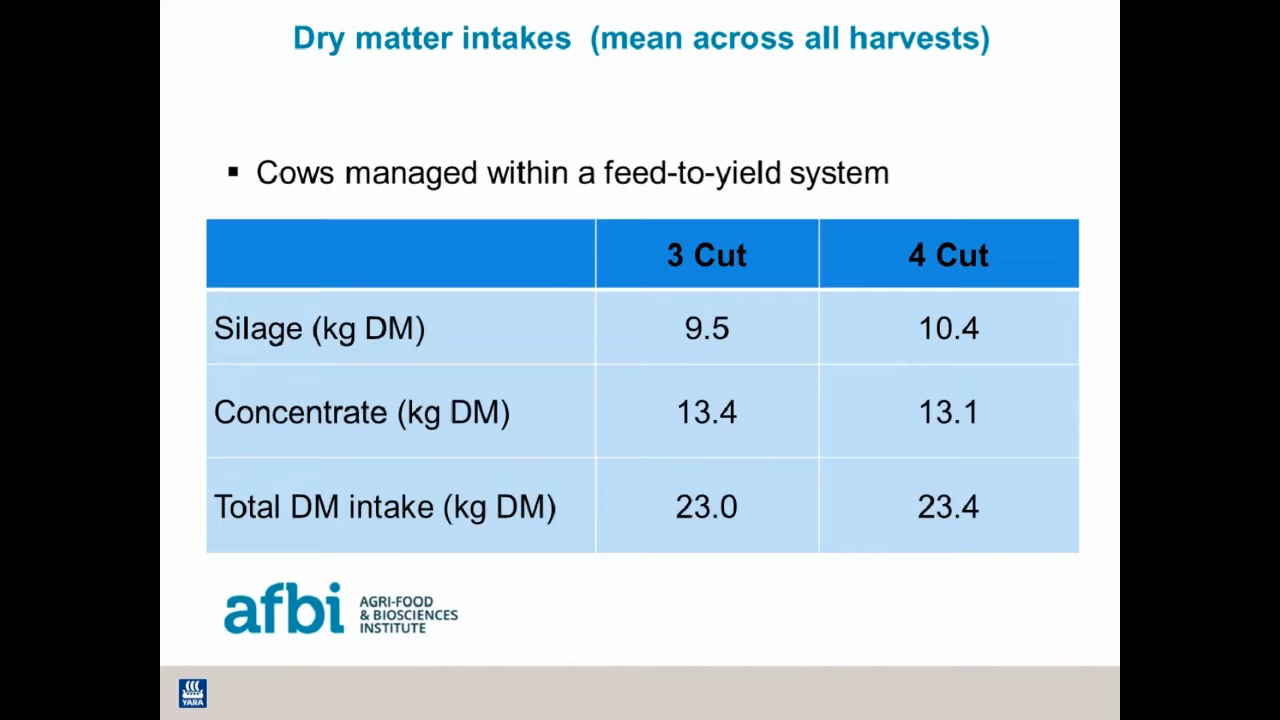 Dry matter intakes (mean across all harvests)
▪ Cows managed within a feed-to-yield system
3 Cut 4 Cut
Silage (kg DM) 9.5 10.4
Concentrate (kg DM) 13.4 13.1
Total DM intake (kg DM) 23.0 23.4
afbi
AGRI-FOOD
& BIOSCIENCES
INSTITUTE
YARA